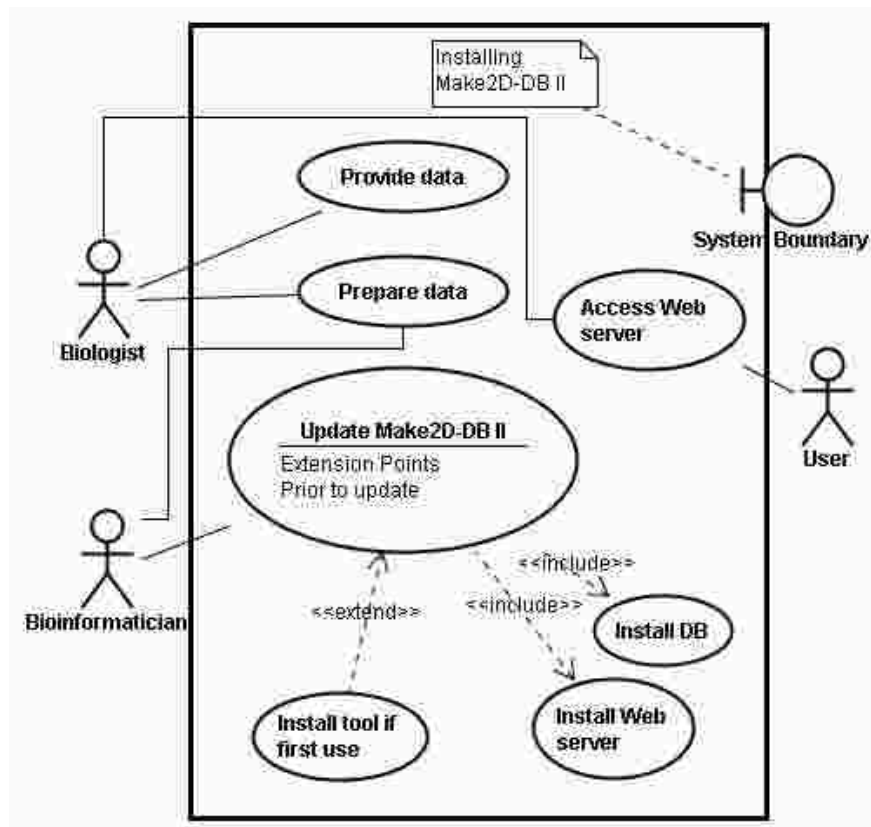 Installing
Make2D-DB II
Provide data
System Boundary
Prepare data
Access Web
server
Biologist
Update Make2D-DB II
Extension Points
Prior to update
User
<<include>>
<<extend>>
<<include>>
Bioinformatician
Install DB
Install tool if
first use
Install Web
server